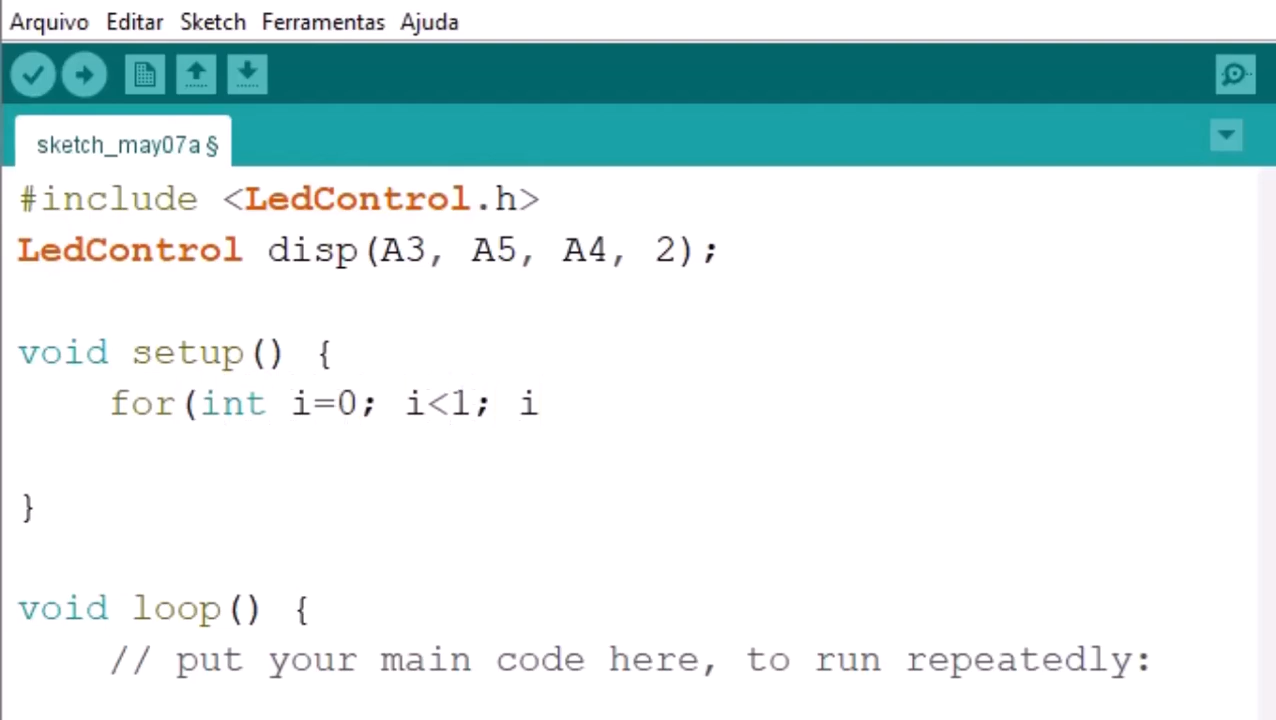 Arquivo Editar Sketch Ferramentas Ajuda
sketch_may07a §
#include <LedControl.h>
LedControl disp(A3, A5, A4, 2);
void setup() {
for(int i=0; i<1; i
}
void loop() {
// put your main code here, to run repeatedly: